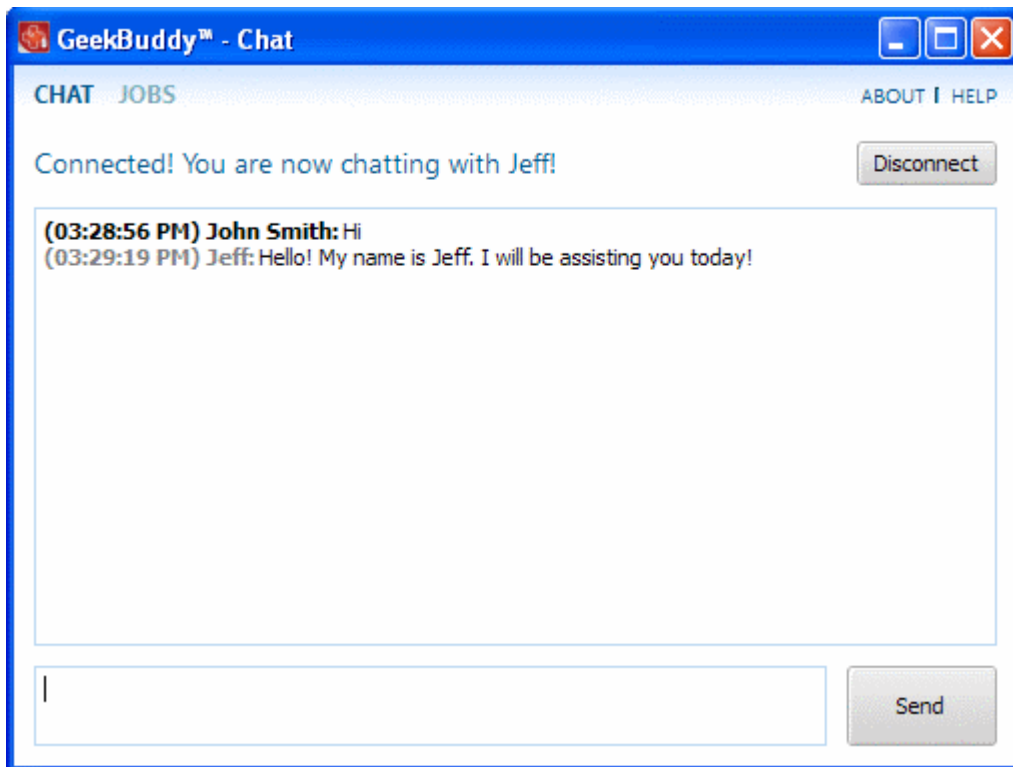 GeekBuddy™ - Chat
CHAT JOBS ABOUT | HELP
Connected! You are now chatting with Jeff! Disconnect
(03:28:56 PM) John Smith: Hi
(03:29:19 PM) Jeff: Hello! My name is Jeff. I will be assisting you today!
Send